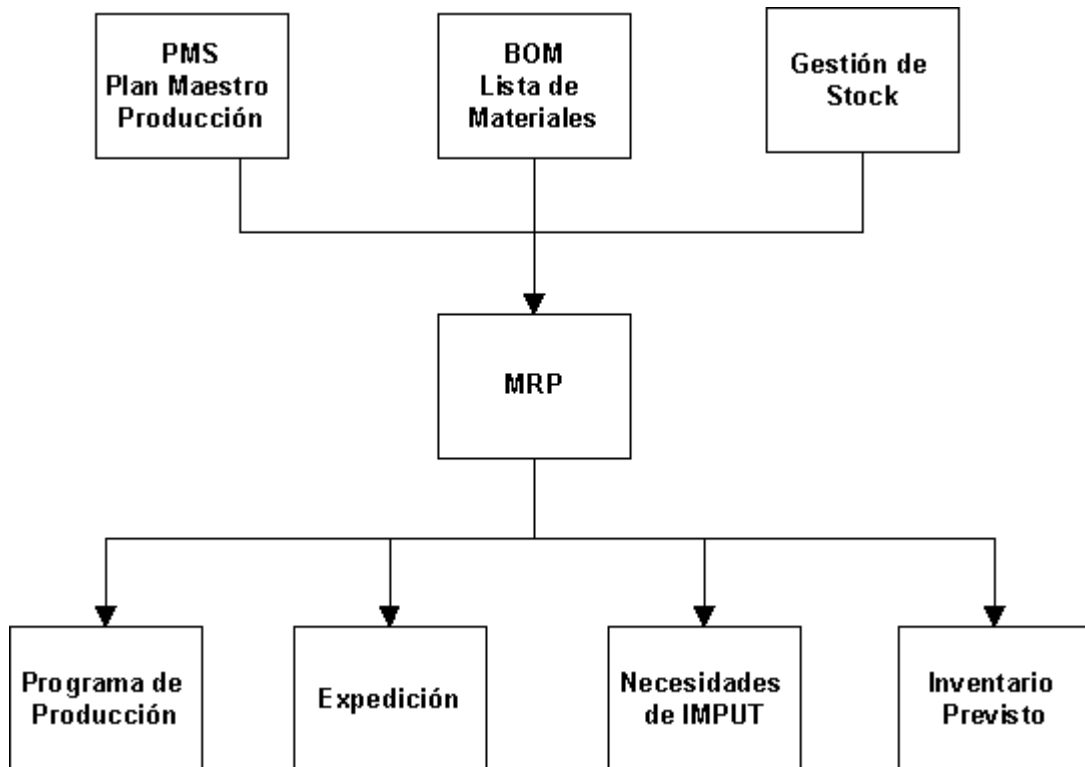 PMS
Plan Maestro
Producción
BOM
Lista de
Materiales
Gestión de
Stock
MRP
Programa de
Producción
Expedición
Necesidades
de IMPUT
Inventario
Previsto